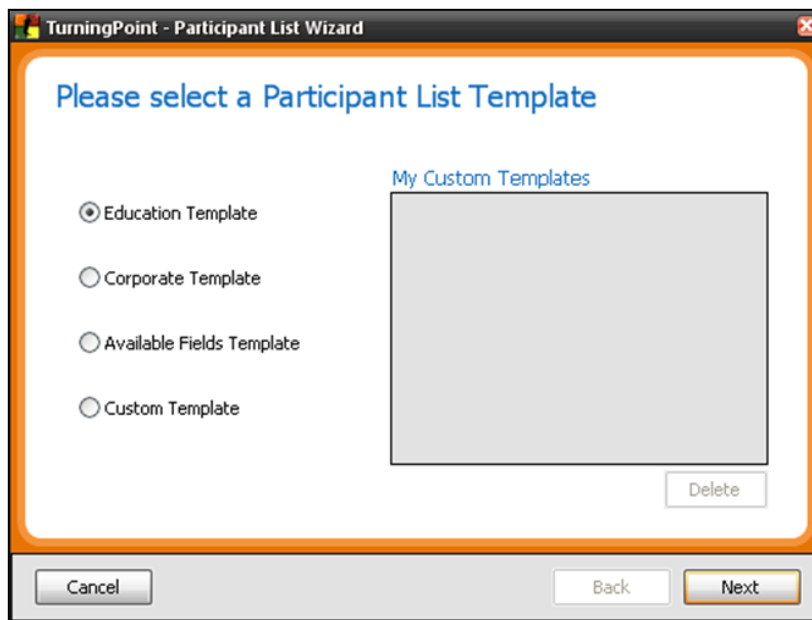 TurningPoint - Participant List Wizard
Please select a Participant List Template
My Custom Templates
Education Template
Corporate Template
Available Fields Template
Custom Template
Delete
Cancel
Back
Next